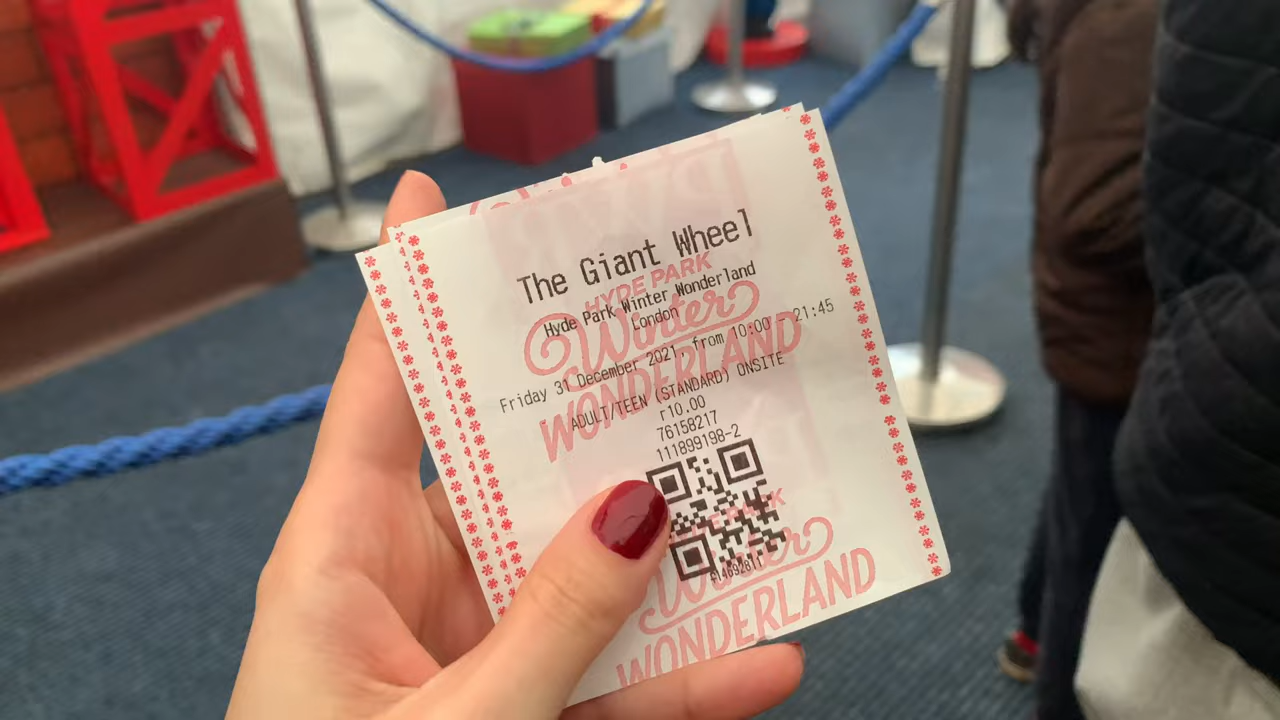 The Giant Wheel
HYDE PARK
Hyde Park Winter Wonderland
Winter
London
WONDERLAND
Friday 31 December 2021, from 10:00 - 21:45
ADULT/TEEN (STANDARD) ONSITE
r10.00
76158217
111899198-2
Winter
WONDERLAND